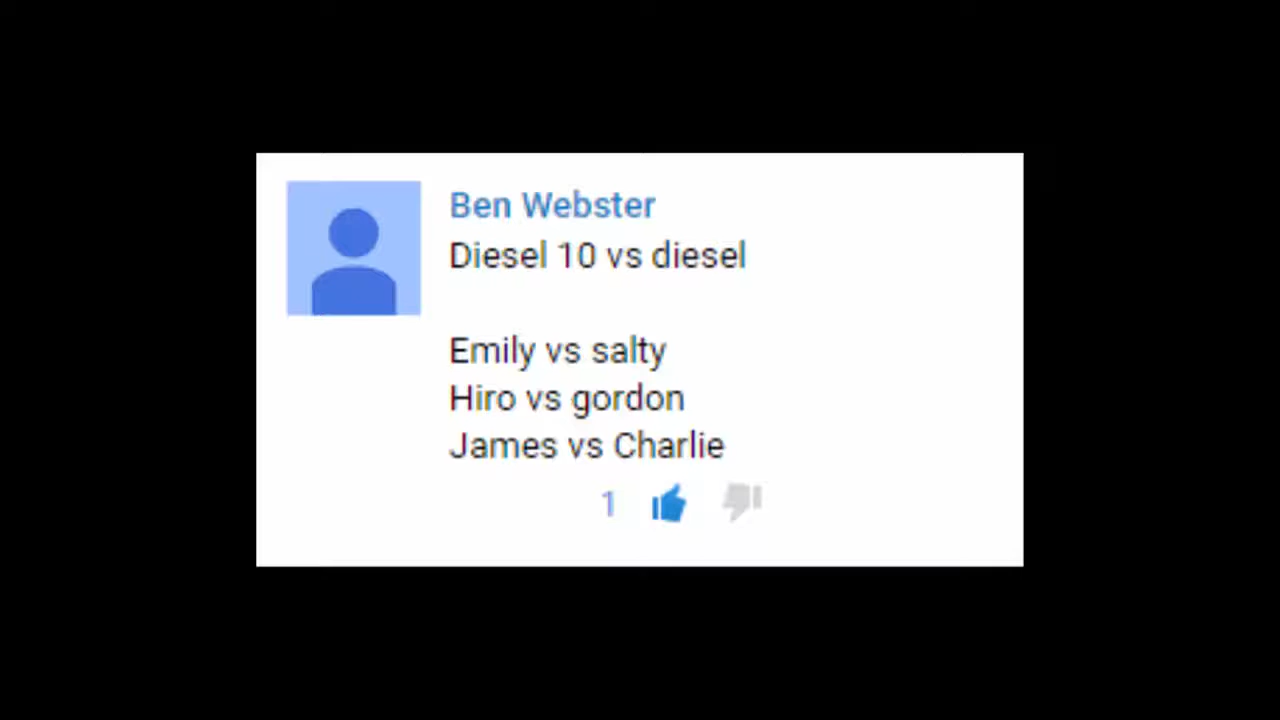 Ben Webster
Diesel 10 vs diesel
Emily vs salty
Hiro vs gordon
James vs Charlie
1